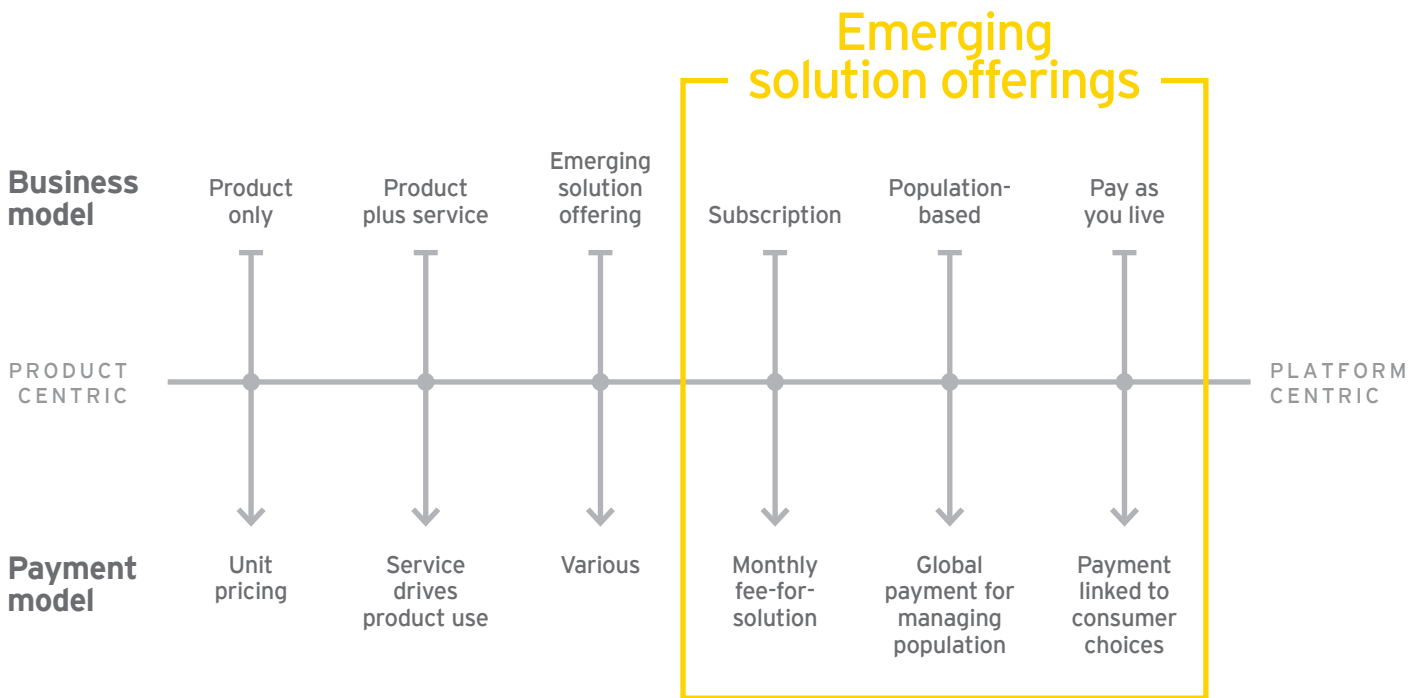 Emerging
solution offerings
Business
model
Product
only
Product
plus service
Emerging
solution
offering
Subscription
Population-
based
Pay as
you live
PRODUCT
CENTRIC
PLATFORM
CENTRIC
Payment
model
Unit
pricing
Service
drives
product use
Various
Monthly
fee-for-
solution
Global
payment for
managing
population
Payment
linked to
consumer
choices